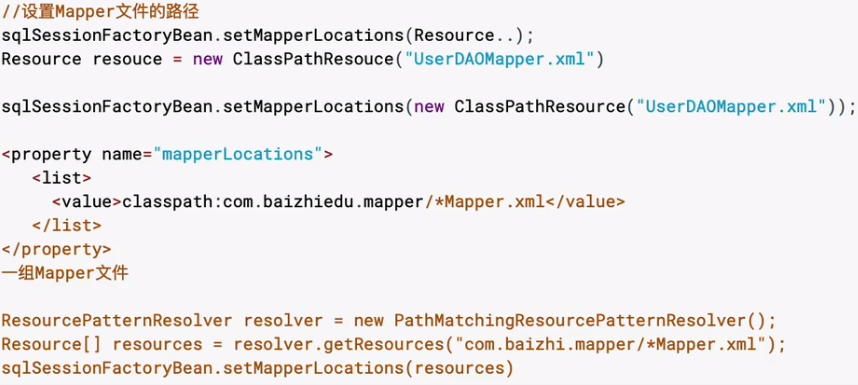 //设置Mapper文件的路径
sqlSessionFactoryBean.setMapperLocations(Resource..);
Resource resouce = new ClassPathResouce("UserDAOMapper.xml")
sqlSessionFactoryBean.setMapperLocations(new ClassPathResource("UserDAOMapper.xml"));
<property name="mapperLocations">
<list>
<value>classpath:com.baizhiedu.mapper/*Mapper.xml</value>
</list>
</property>
一组Mapper文件
ResourcePatternResolver resolver = new PathMatchingResourcePatternResolver();
Resource[] resources = resolver.getResources("com.baizhi.mapper/*Mapper.xml");
sqlSessionFactoryBean.setMapperLocations(resources)